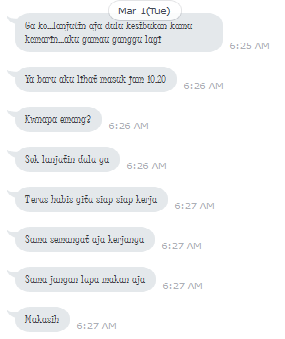 Mar 1(Tue)
Ga ko...lanjutin aja dulu kesibukan kamu
kemarin...aku gamau ganggu lagi
6:25 AM
Ya baru aku lihat masuk jam 10.20
6:26 AM
Kwnapa emang?
6:26 AM
Sok lanjutin dulu ya
6:26 AM
Terus habis gitu siap siap kerja
6:27 AM
Sama semangat aja kerjanya
6:27 AM
Sama jangan lupa makan aja
6:27 AM
Makasih
6:27 AM